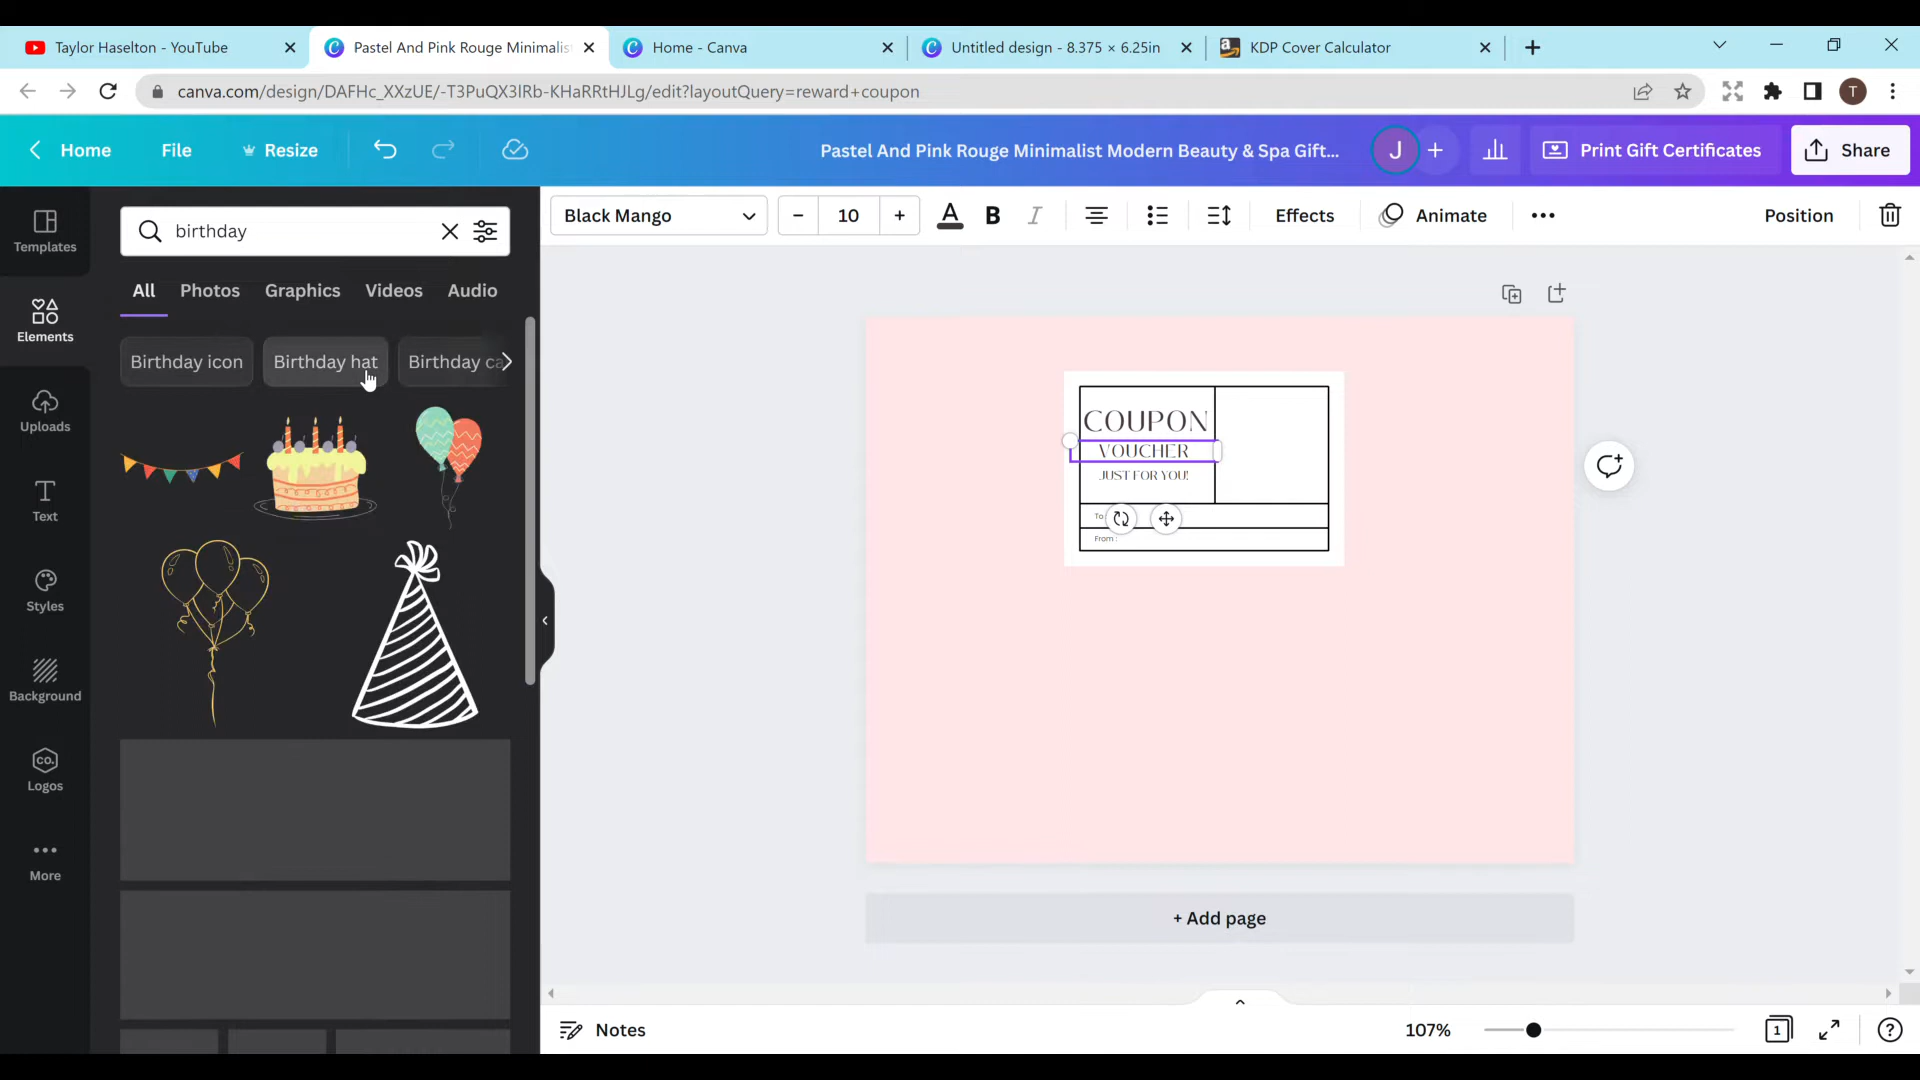 Taylor Haselton - YouTube
Pastel And Pink Rouge Minimalis
Home - Canva
Untitled design - 8.375 × 6.25in
KDP Cover Calculator
canva.com/design/DAFHc_XXzUE/-T3PuQX3IRb-KHaRRtHJLg/edit?layoutQuery=reward+coupon
T
Home
File
Resize
Pastel And Pink Rouge Minimalist Modern Beauty & Spa Gift...
J
Print Gift Certificates
Share
Templates
Elements
Uploads
Text
Styles
Background
CO.
Logos
More
birthday
All
Photos
Graphics
Videos
Audio
Birthday icon
Birthday hat
Birthday ca
Black Mango
10
A
B
I
Effects
Animate
Position
COUPON
VOUCHER
JUST FOR YOU!
To
From :
+ Add page
Notes
107%
1
?